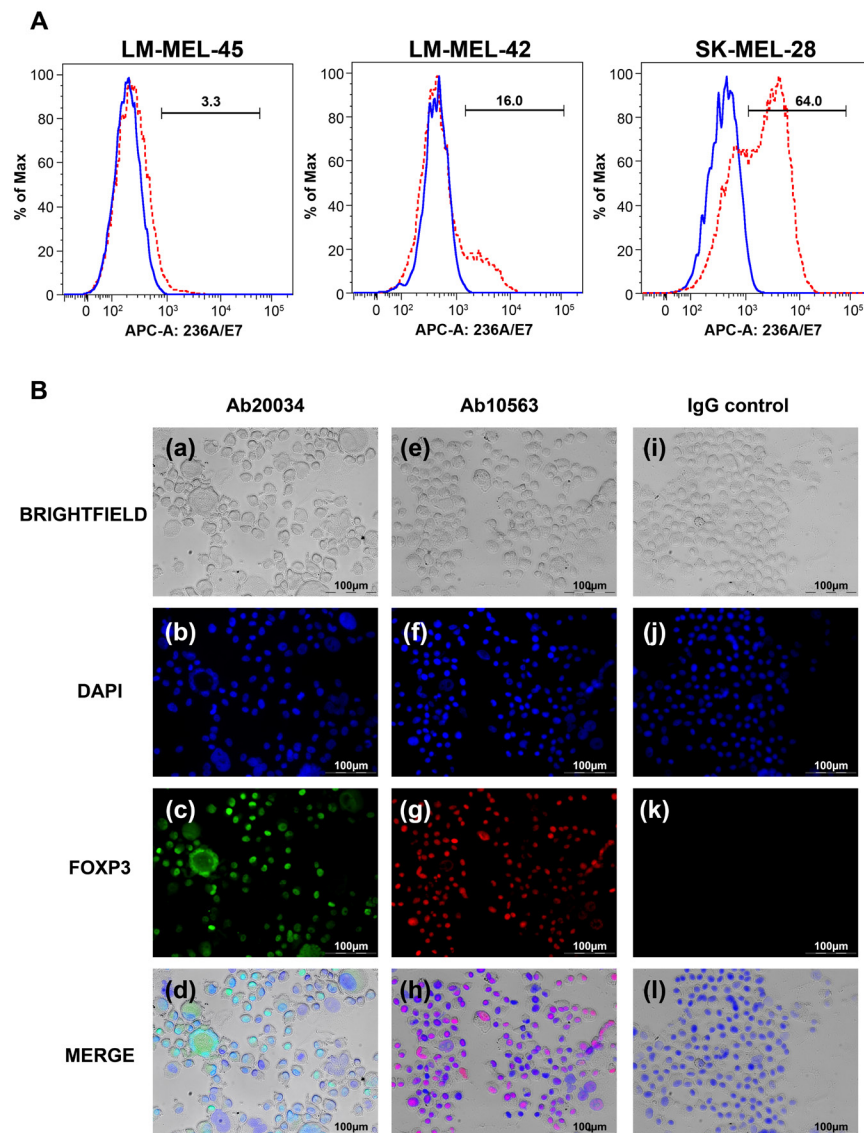 A
LM-MEL-45 LM-MEL-42 SK-MEL-28
100 100 100
3.3 16.0 64.0
80 80 80
60 60 60
40 40 40
20 20 20
0 0 0
% of Max % of Max % of Max
0 10² 10³ 10⁴ 10⁵ 0 10² 10³ 10⁴ 10⁵ 0 10² 10³ 10⁴ 10⁵
APC-A: 236A/E7 APC-A: 236A/E7 APC-A: 236A/E7
B
Ab20034 Ab10563 IgG control
(a) (e) (i)
BRIGHTFIELD
100µm 100µm 100µm
(b) (f) (j)
DAPI
100µm 100µm 100µm
(c) (g) (k)
FOXP3
100µm 100µm 100µm
(d) (h) (l)
MERGE
100µm 100µm 100µm